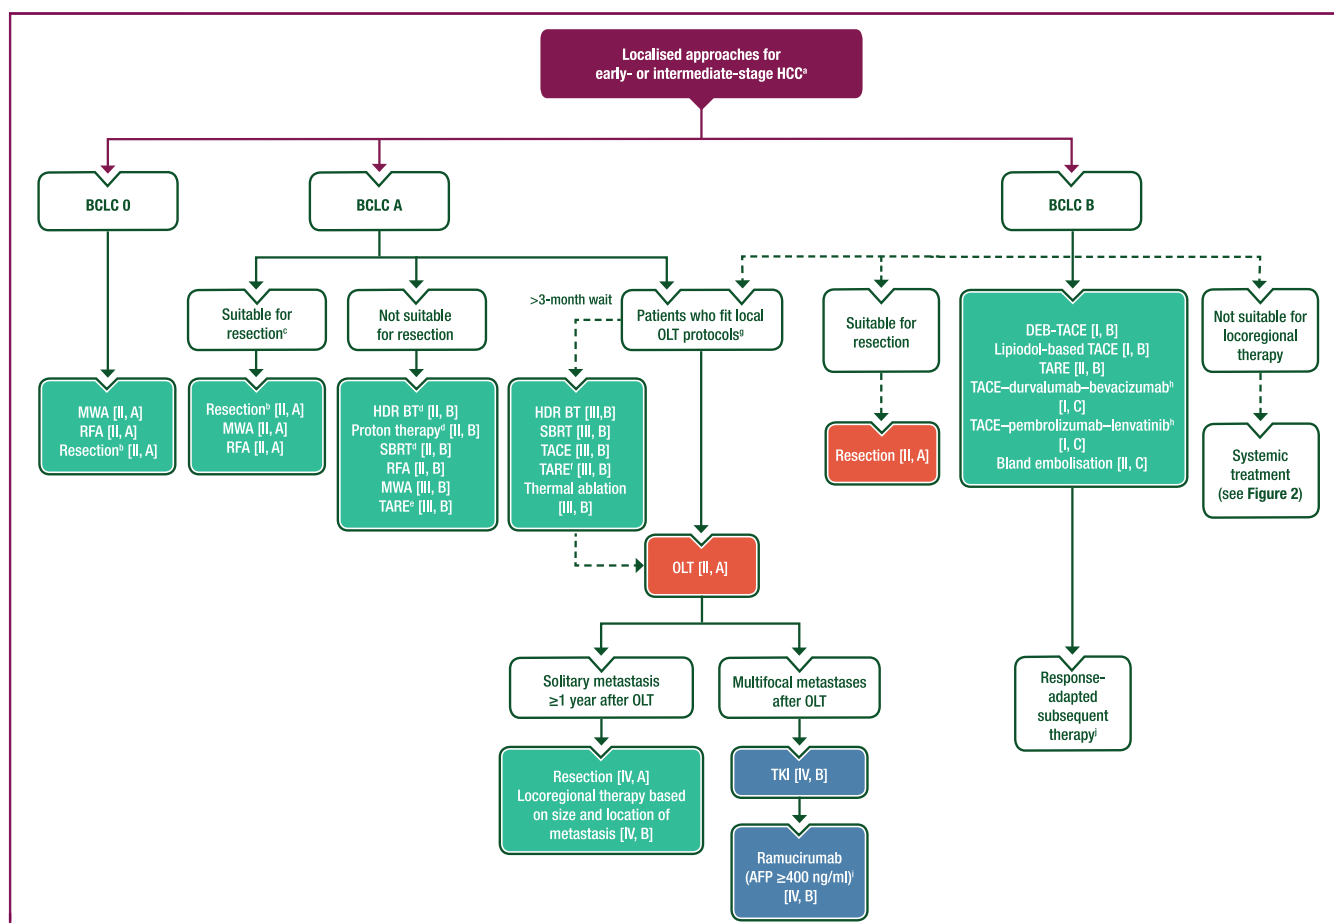 Localised approaches for
early- or intermediate-stage HCCᵃ
BCLC 0
BCLC A
BCLC B
>3-month wait
Suitable for
resectionᶜ
Not suitable
for resection
Patients who fit local
OLT protocolsᵍ
Suitable for
resection
DEB-TACE [I, B]
Lipiodol-based TACE [I, B]
TARE [II, B]
TACE–durvalumab–bevacizumabʰ
[I, C]
TACE–pembrolizumab–lenvatinibʰ
[I, C]
Bland embolisation [II, C]
Not suitable for
locoregional
therapy
MWA [II, A]
RFA [II, A]
Resectionᵇ [II, A]
Resectionᵇ [II, A]
MWA [II, A]
RFA [II, A]
HDR BTᵈ [II, B]
Proton therapyᵈ [II, B]
SBRTᵈ [II, B]
RFA [II, B]
MWA [III, B]
TAREᵉ [III, B]
HDR BT [III,B]
SBRT [III, B]
TACE [III, B]
TAREᶠ [III, B]
Thermal ablation
[III, B]
Resection [II, A]
Systemic
treatment
(see Figure 2)
OLT [II, A]
Solitary metastasis
≥1 year after OLT
Multifocal metastases
after OLT
Response-
adapted
subsequent
therapyʲ
Resection [IV, A]
Locoregional therapy based
on size and location of
metastasis [IV, B]
TKI [IV, B]
Ramucirumab
(AFP ≥400 ng/ml)ⁱ
[IV, B]